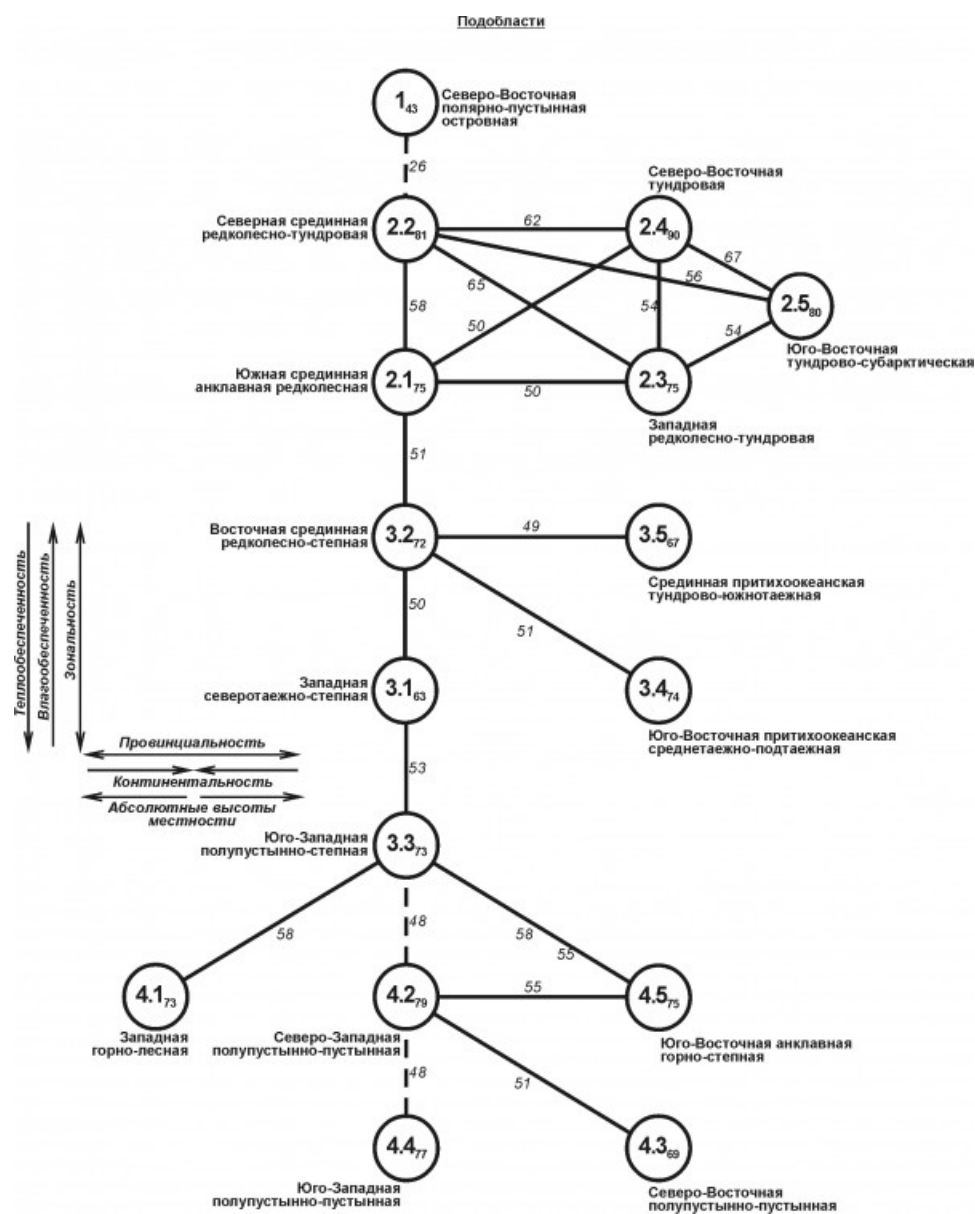 Подобласти
1 43
Северо-Восточная
полярно-пустынная
островная
26
Северо-Восточная
тундровая
Северная срединная
редколесно-тундровая
2.2 81
62
2.4 90
67
56
65
58
54
2.5 80
50
54
Юго-Восточная
тундрово-субарктическая
Южная срединная
анклавная редколесная
2.1 75
50
2.3 75
Западная
редколесно-тундровая
51
Восточная срединная
редколесно-степная
3.2 72
49
3.5 67
Срединная притихоокеанская
тундрово-южнотаежная
Теплообеспеченность
Влагообеспеченность
Зональность
50
51
Западная
северотаежно-степная
3.1 63
3.4 74
Юго-Восточная притихоокеанская
среднетаежно-подтаежная
Провинциальность
Континентальность
Абсолютные высоты
местности
53
Юго-Западная
полупустынно-степная
3.3 73
58
48
58
55
4.1 73
4.2 79
55
4.5 75
Западная
горно-лесная
Северо-Западная
полупустынно-пустынная
Юго-Восточная анклавная
горно-степная
48
51
4.4 77
4.3 69
Юго-Западная
полупустынно-пустынная
Северо-Восточная
полупустынно-пустынная